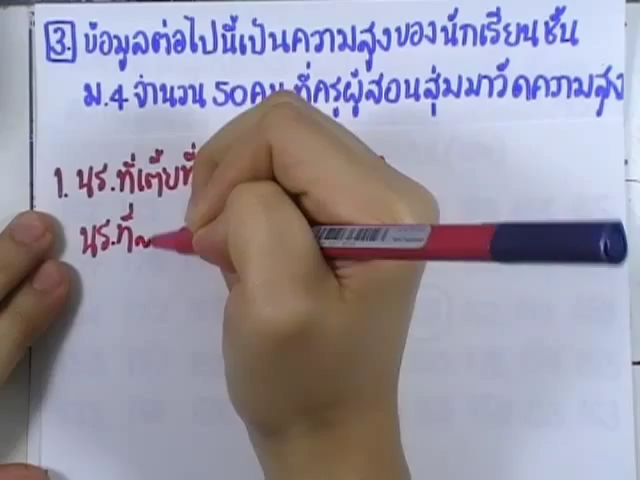 3. ข้อมูลต่อไปนี้เป็นความสูงของนักเรียนชั้น
ม.4 จำนวน 50 คน ที่ครูผู้สอนสุ่มมาวัดความสูง
1. นร.ที่เตี้ยที่
นร.ที่